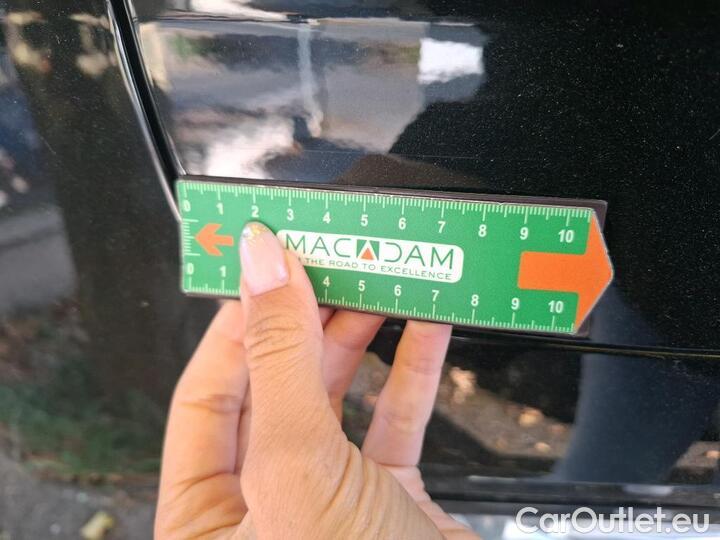 0 1 2 3 4 5 6 7 8 9 10
MACADAM
THE ROAD TO EXCELLENCE
0 1 4 5 6 7 8 9 10
CarOutlet.eu